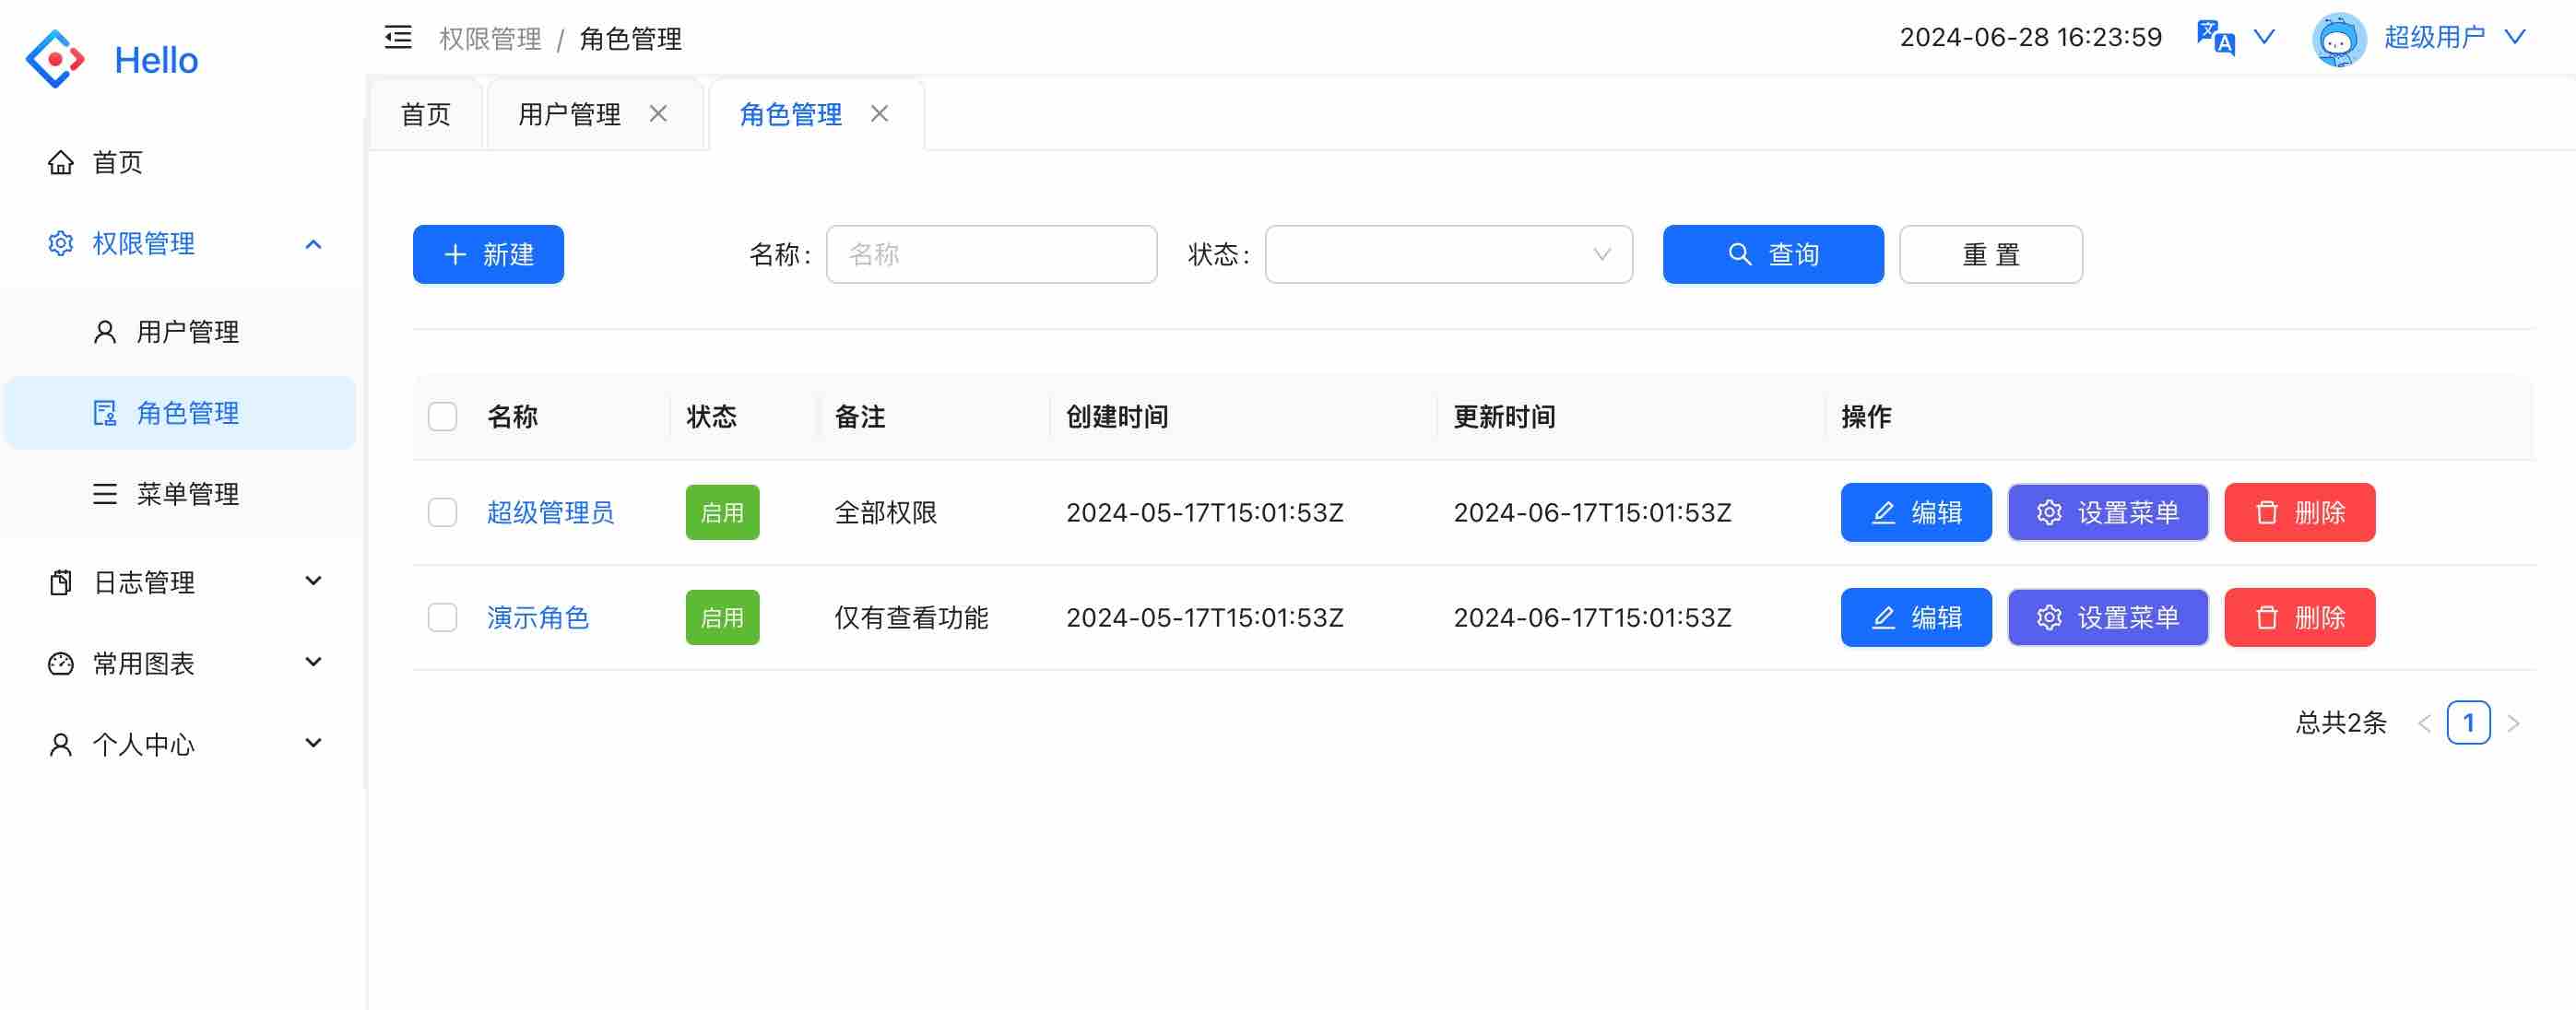 Hello
首页
权限管理
用户管理
角色管理
菜单管理
日志管理
常用图表
个人中心
权限管理 / 角色管理
2024-06-28 16:23:59 文A 超级用户
首页 用户管理 角色管理
新建 名称: 名称 状态: 查询 重置
名称 状态 备注 创建时间 更新时间 操作
超级管理员 启用 全部权限 2024-05-17T15:01:53Z 2024-06-17T15:01:53Z 编辑 设置菜单 删除
演示角色 启用 仅有查看功能 2024-05-17T15:01:53Z 2024-06-17T15:01:53Z 编辑 设置菜单 删除
总共2条 < 1 >